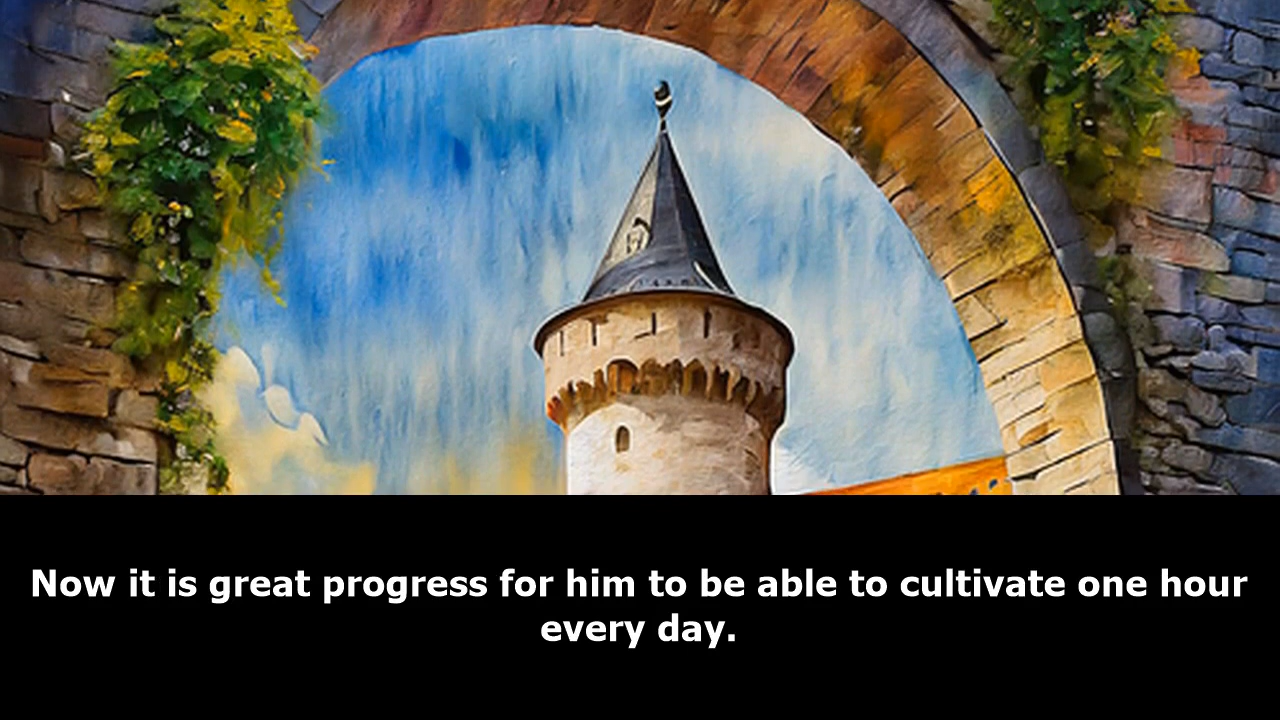 Now it is great progress for him to be able to cultivate one hour
every day.